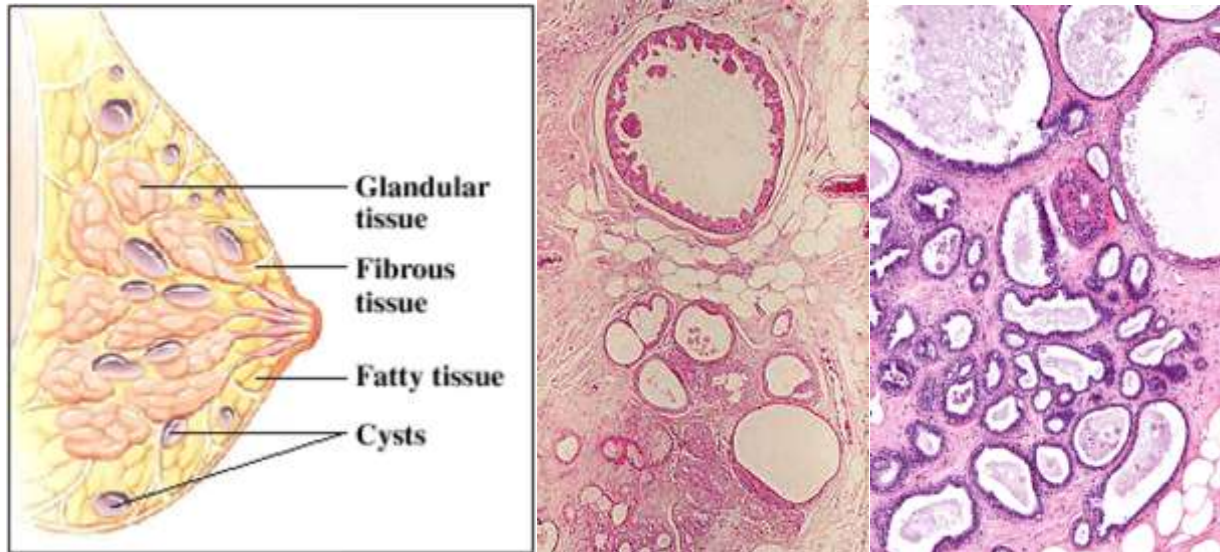 Glandular
tissue
Fibrous
tissue
Fatty tissue
Cysts